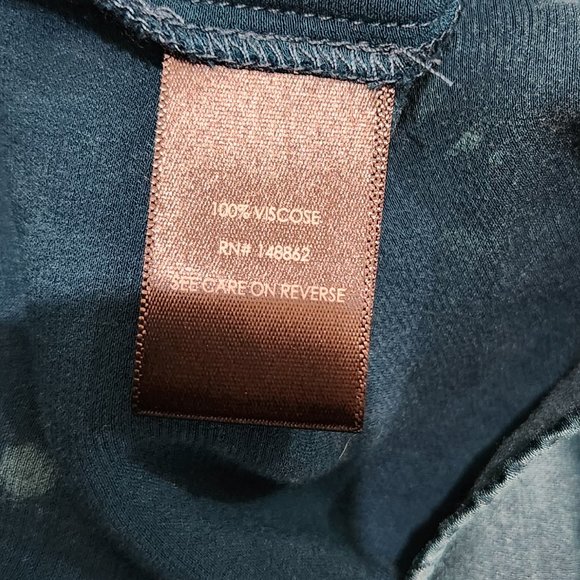 100% VISCOSE
RN# 148862
SEE CARE ON REVERSE